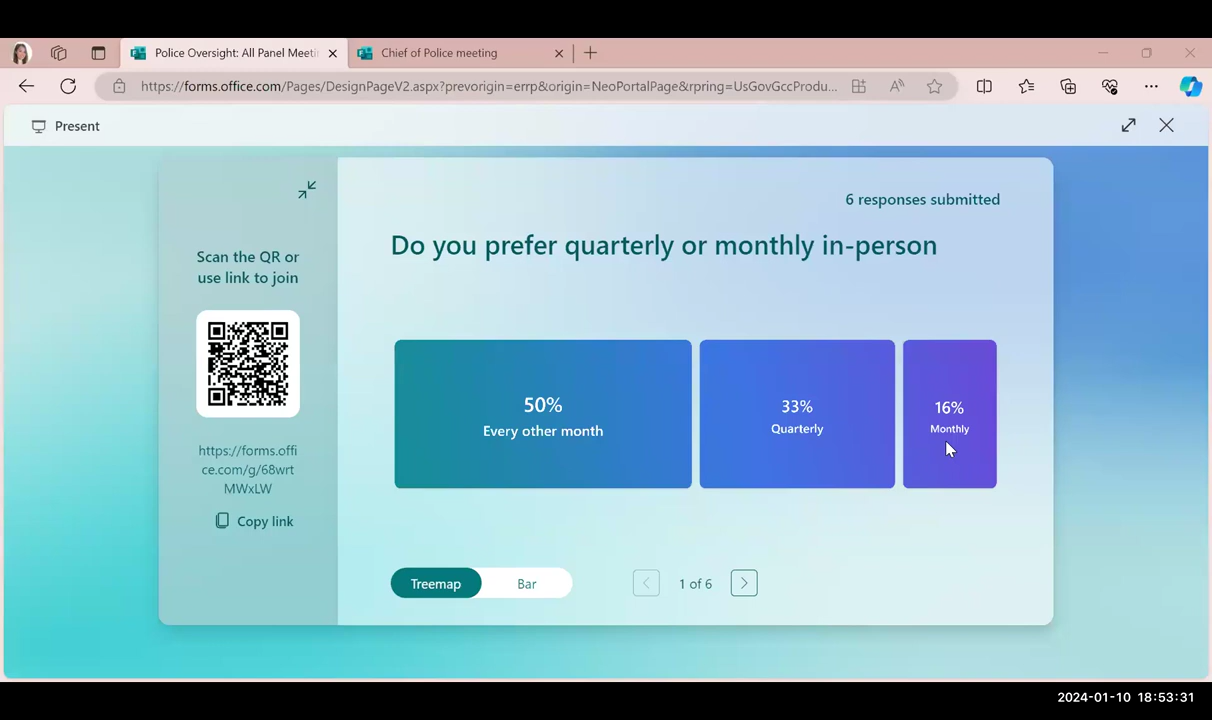 Police Oversight: All Panel Meeti
Chief of Police meeting
https://forms.office.com/Pages/DesignPageV2.aspx?prevorigin=errp&origin=NeoPortalPage&rpring=UsGovGccProdu...
Present
6 responses submitted
Do you prefer quarterly or monthly in-person
Scan the QR or
use link to join
https://forms.offi
ce.com/g/68wrt
MWxLW
Copy link
50%
Every other month
33%
Quarterly
16%
Monthly
Treemap
Bar
1 of 6
2024-01-10 18:53:31